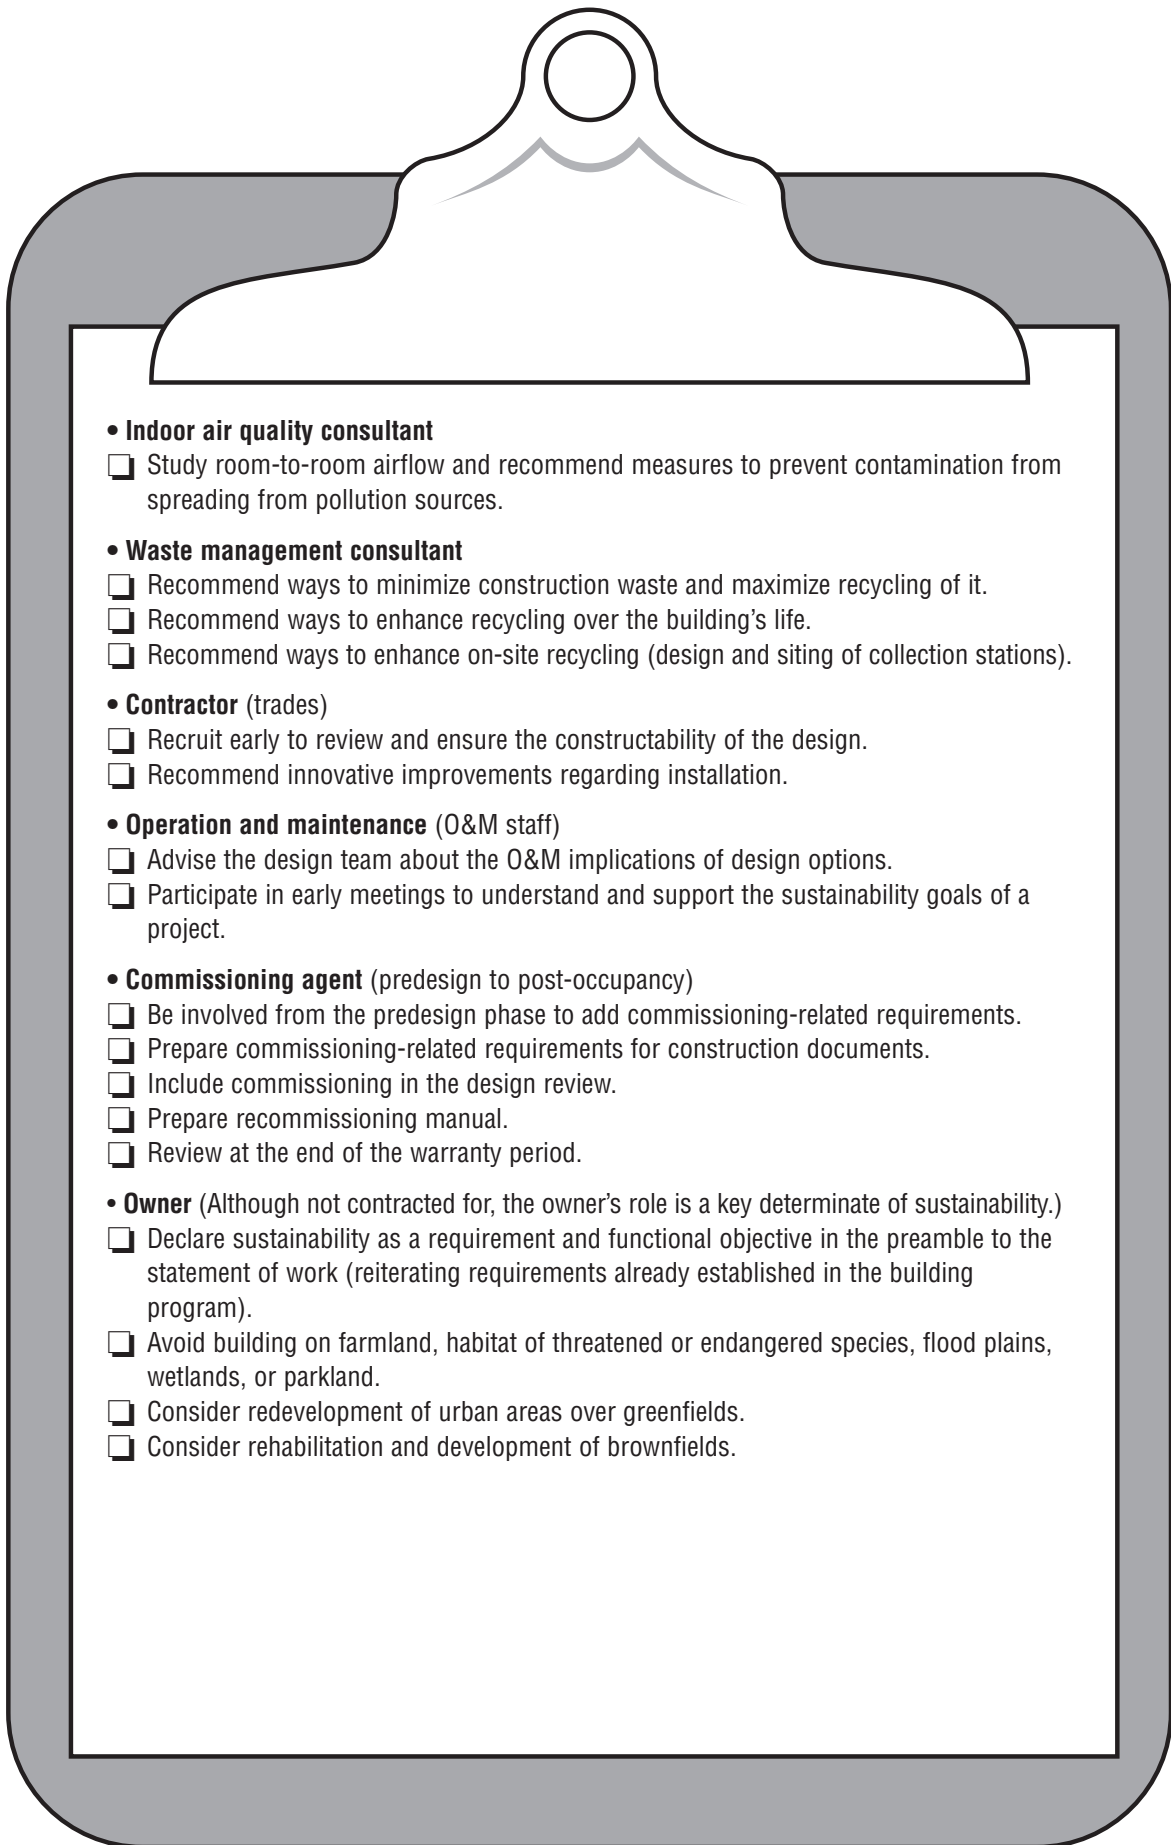 • Indoor air quality consultant
❏ Study room-to-room airflow and recommend measures to prevent contamination from
spreading from pollution sources.
• Waste management consultant
❏ Recommend ways to minimize construction waste and maximize recycling of it.
❏ Recommend ways to enhance recycling over the building’s life.
❏ Recommend ways to enhance on-site recycling (design and siting of collection stations).
• Contractor (trades)
❏ Recruit early to review and ensure the constructability of the design.
❏ Recommend innovative improvements regarding installation.
• Operation and maintenance (O&M staff)
❏ Advise the design team about the O&M implications of design options.
❏ Participate in early meetings to understand and support the sustainability goals of a
project.
• Commissioning agent (predesign to post-occupancy)
❏ Be involved from the predesign phase to add commissioning-related requirements.
❏ Prepare commissioning-related requirements for construction documents.
❏ Include commissioning in the design review.
❏ Prepare recommissioning manual.
❏ Review at the end of the warranty period.
• Owner (Although not contracted for, the owner’s role is a key determinate of sustainability.)
❏ Declare sustainability as a requirement and functional objective in the preamble to the
statement of work (reiterating requirements already established in the building
program).
❏ Avoid building on farmland, habitat of threatened or endangered species, flood plains,
wetlands, or parkland.
❏ Consider redevelopment of urban areas over greenfields.
❏ Consider rehabilitation and development of brownfields.